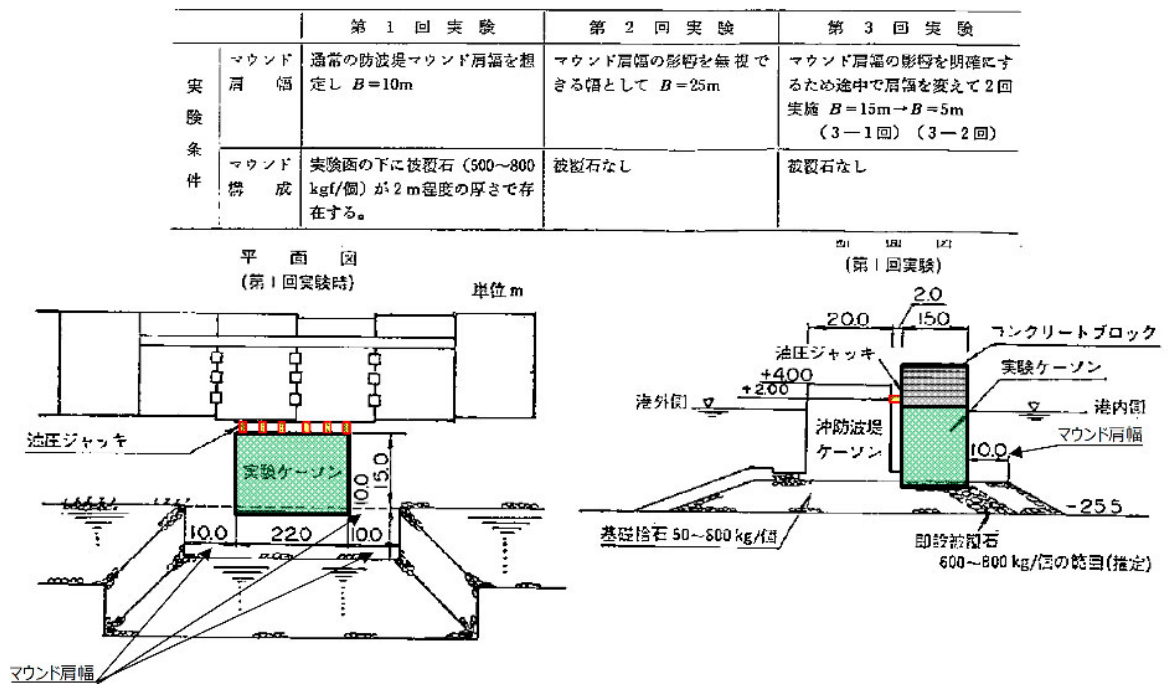 第 1 回 実 験
第 2 回 実 験
第 3 回 実 験
実験条件
マウンド肩幅
通常の防波堤マウンド肩幅を想
定し B=10m
マウンド肩幅の影響を無視で
きる幅として B=25m
マウンド肩幅の影響を明確にす
るため途中で肩幅を変えて2回
実施 B=15m→B=5m
(3—1回) (3—2回)
マウンド構成
実験函の下に被覆石(500〜800
kgf/個)が2m程度の厚さで存
在する。
被覆石なし
被覆石なし
平 面 図
(第1回実験時)
単位m
油圧ジャッキ
実験ケーソン
15.0
10.0
10.0
22.0
10.0
マウンド肩幅
断 面 図
(第1回実験)
2.0
20.0
15.0
コンクリートブロック
油圧ジャッキ
実験ケーソン
+4.00
+2.00
港外側
港内側
沖防波堤
ケーソン
マウンド肩幅
10.0
-25.5
基礎捨石 50~800 kg/個
既設被覆石
600~800 kg/個の範囲(推定)